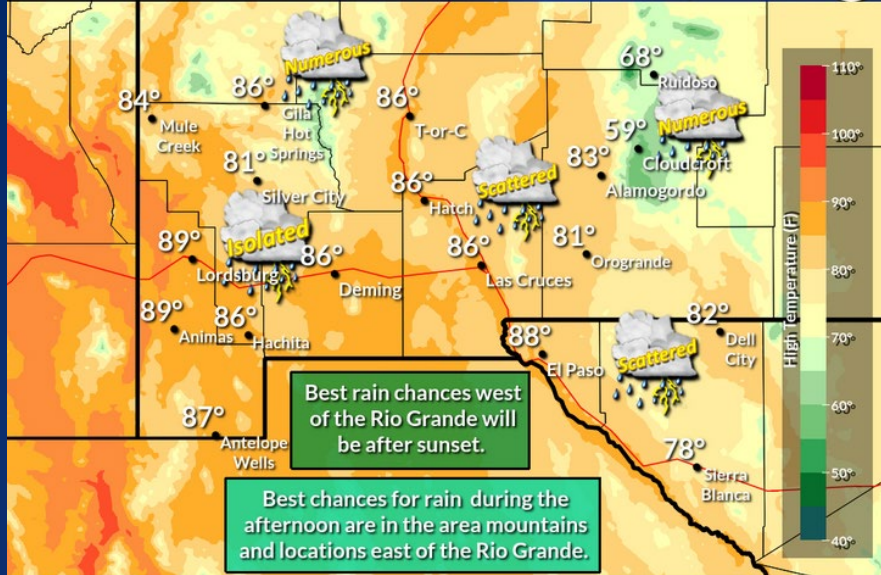 Numerous
84°
Mule
Creek
86°
Gila
Hot
Springs
86°
T-or-C
68°
Ruidoso
Numerous
59°
Cloudcroft
81°
Silver City
86°
Hatch
Scattered
83°
Alamogordo
Isolated
89°
Lordsburg
86°
Deming
86°
Las Cruces
81°
Orogrande
89°
Animas
86°
Hachita
88°
El Paso
Scattered
82°
Dell
City
87°
Antelope
Wells
78°
Sierra
Blanca
Best rain chances west
of the Rio Grande will
be after sunset.
Best chances for rain during the
afternoon are in the area mountains
and locations east of the Rio Grande.
High Temperature (F)
110°
100°
90°
80°
70°
60°
50°
40°